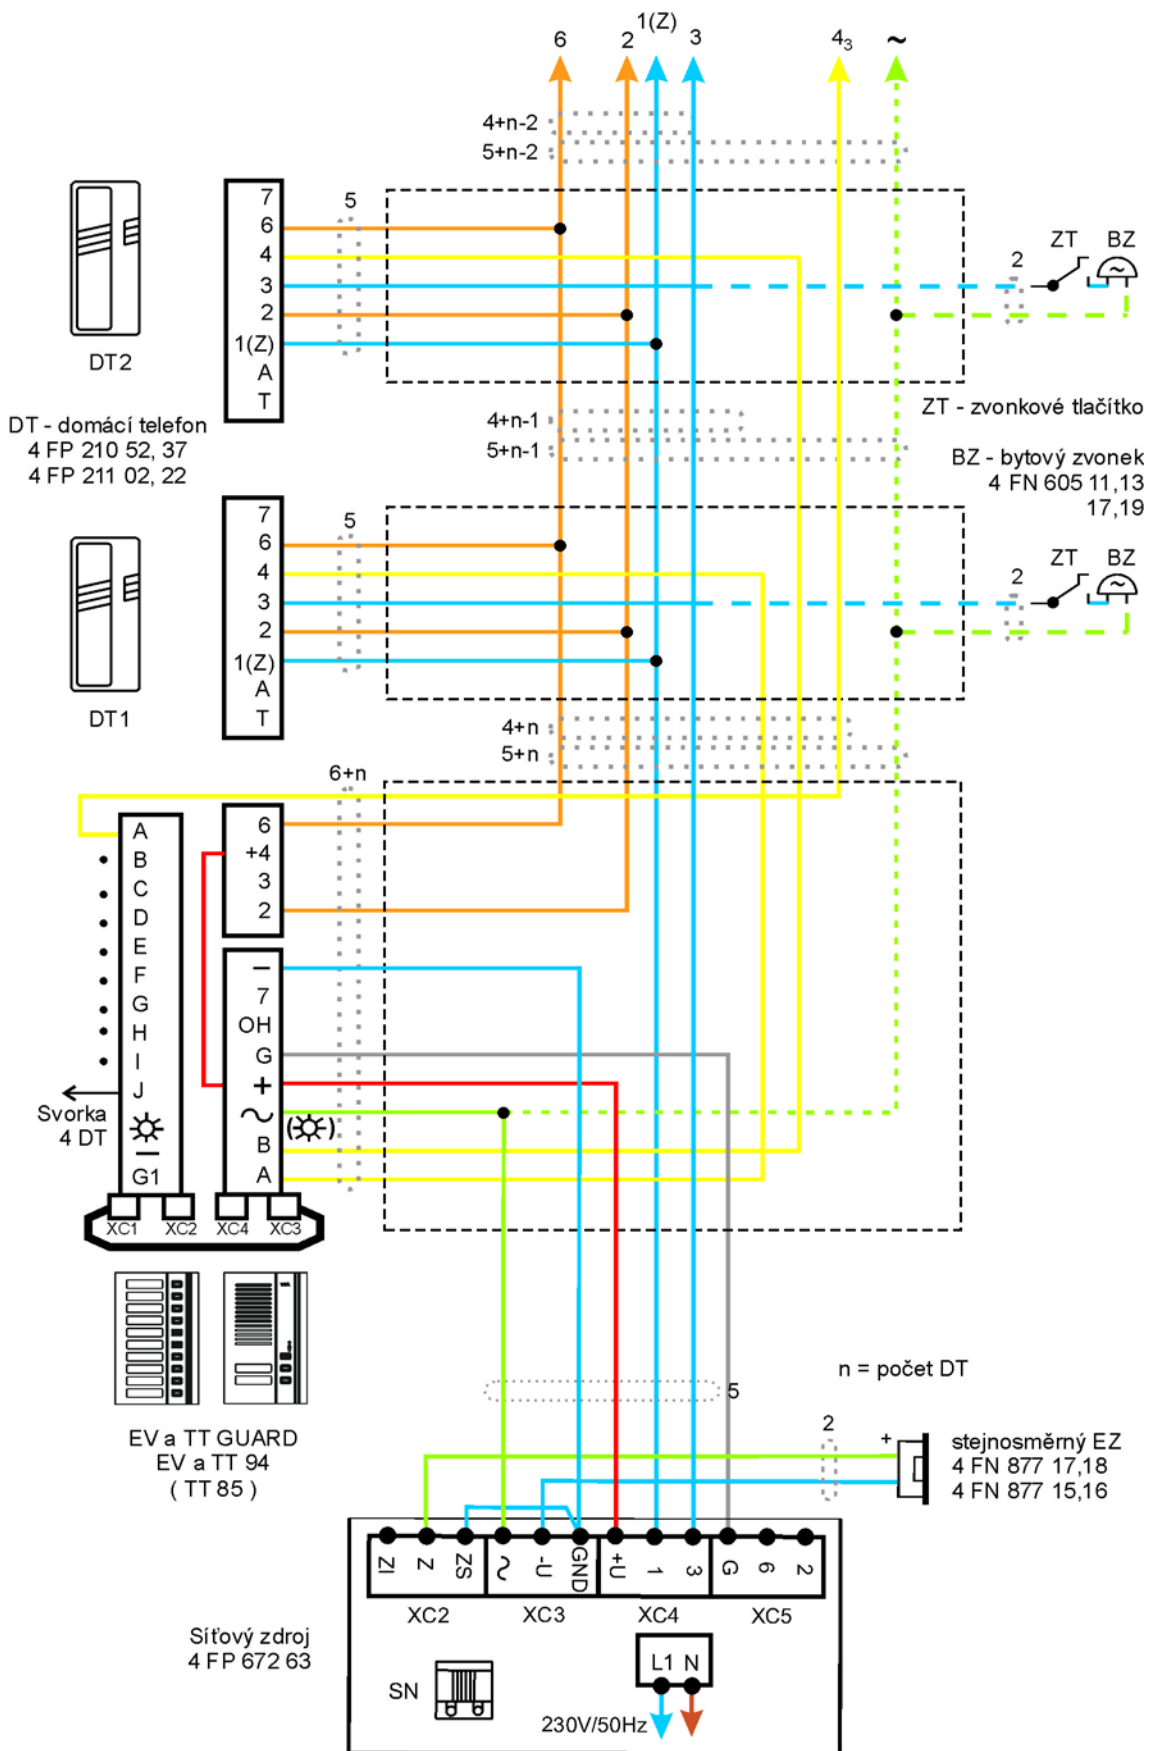 6
2
1(Z)
3
4₃
~
4+n-2
5+n-2
7
6
4
3
2
1(Z)
A
T
5
DT2
2
ZT
BZ
~
DT - domácí telefon
4 FP 210 52, 37
4 FP 211 02, 22
4+n-1
5+n-1
ZT - zvonkové tlačítko
BZ - bytový zvonek
4 FN 605 11,13
17,19
7
6
4
3
2
1(Z)
A
T
5
DT1
2
ZT
BZ
~
4+n
5+n
6+n
A
B
C
D
E
F
G
H
I
J
—
G1
Svorka
4 DT
6
+4
3
2
—
7
OH
G
+
~
B
A
( )
XC1
XC2
XC4
XC3
EV a TT GUARD
EV a TT 94
( TT 85 )
n = počet DT
5
2
+
stejnosměrný EZ
4 FN 877 17,18
4 FN 877 15,16
ZI
Z
ZS
~
-U
GND
+U
1
3
G
6
2
XC2
XC3
XC4
XC5
Síťový zdroj
4 FP 672 63
SN
L1 N
230V/50Hz